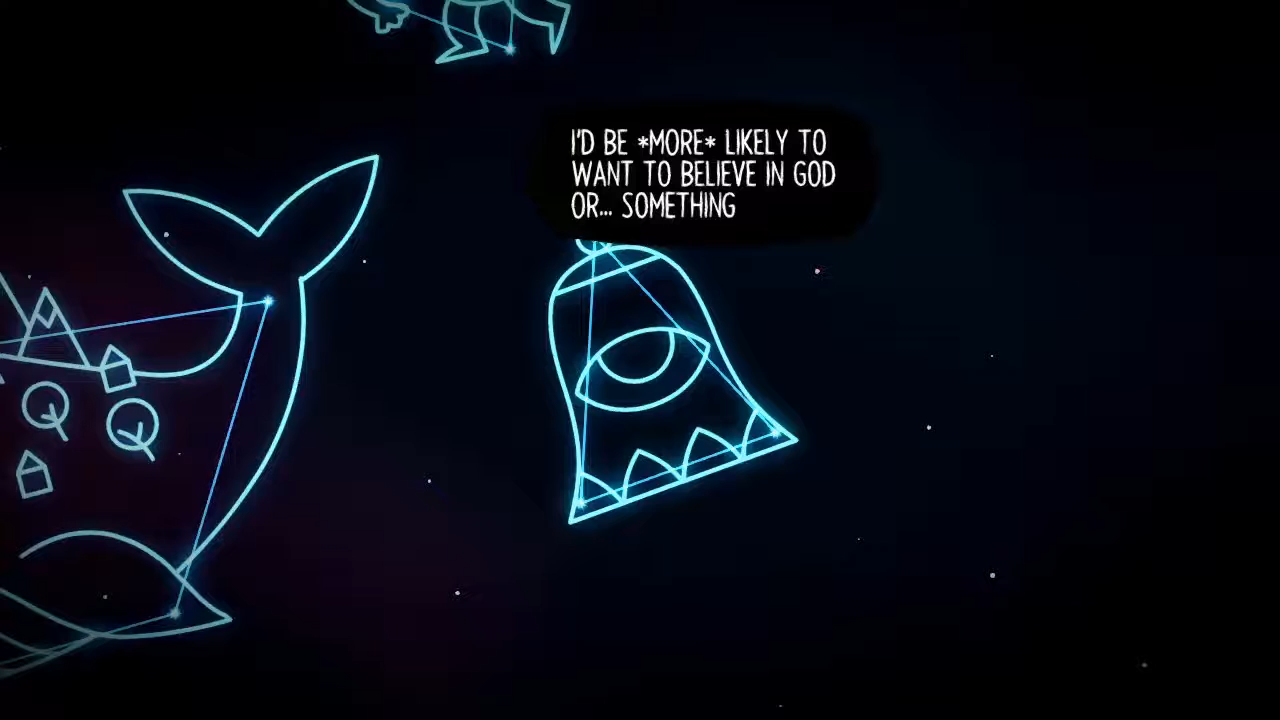 I'D BE *MORE* LIKELY TO
WANT TO BELIEVE IN GOD
OR... SOMETHING